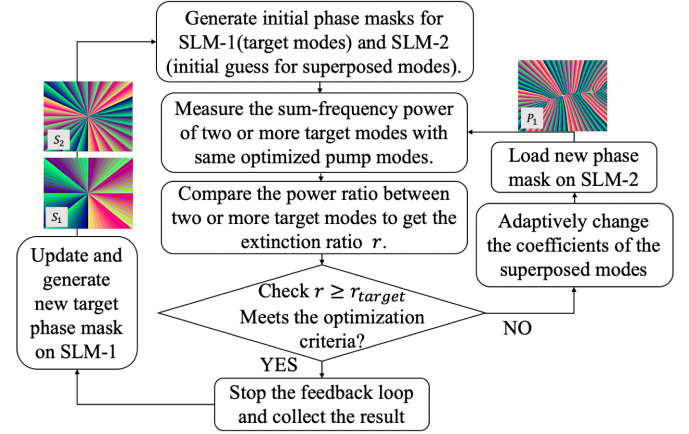 Generate initial phase masks for
SLM-1(target modes) and SLM-2
(initial guess for superposed modes).
S₂
S₁
P₁
Measure the sum-frequency power
of two or more target modes with
same optimized pump modes.
Load new phase
mask on SLM-2
Compare the power ratio between
two or more target modes to get the
extinction ratio r.
Adaptively change
the coefficients of the
superposed modes
Update and
generate
new target
phase mask
on SLM-1
Check r ≥ r_target
Meets the optimization
criteria?
NO
YES
Stop the feedback loop
and collect the result